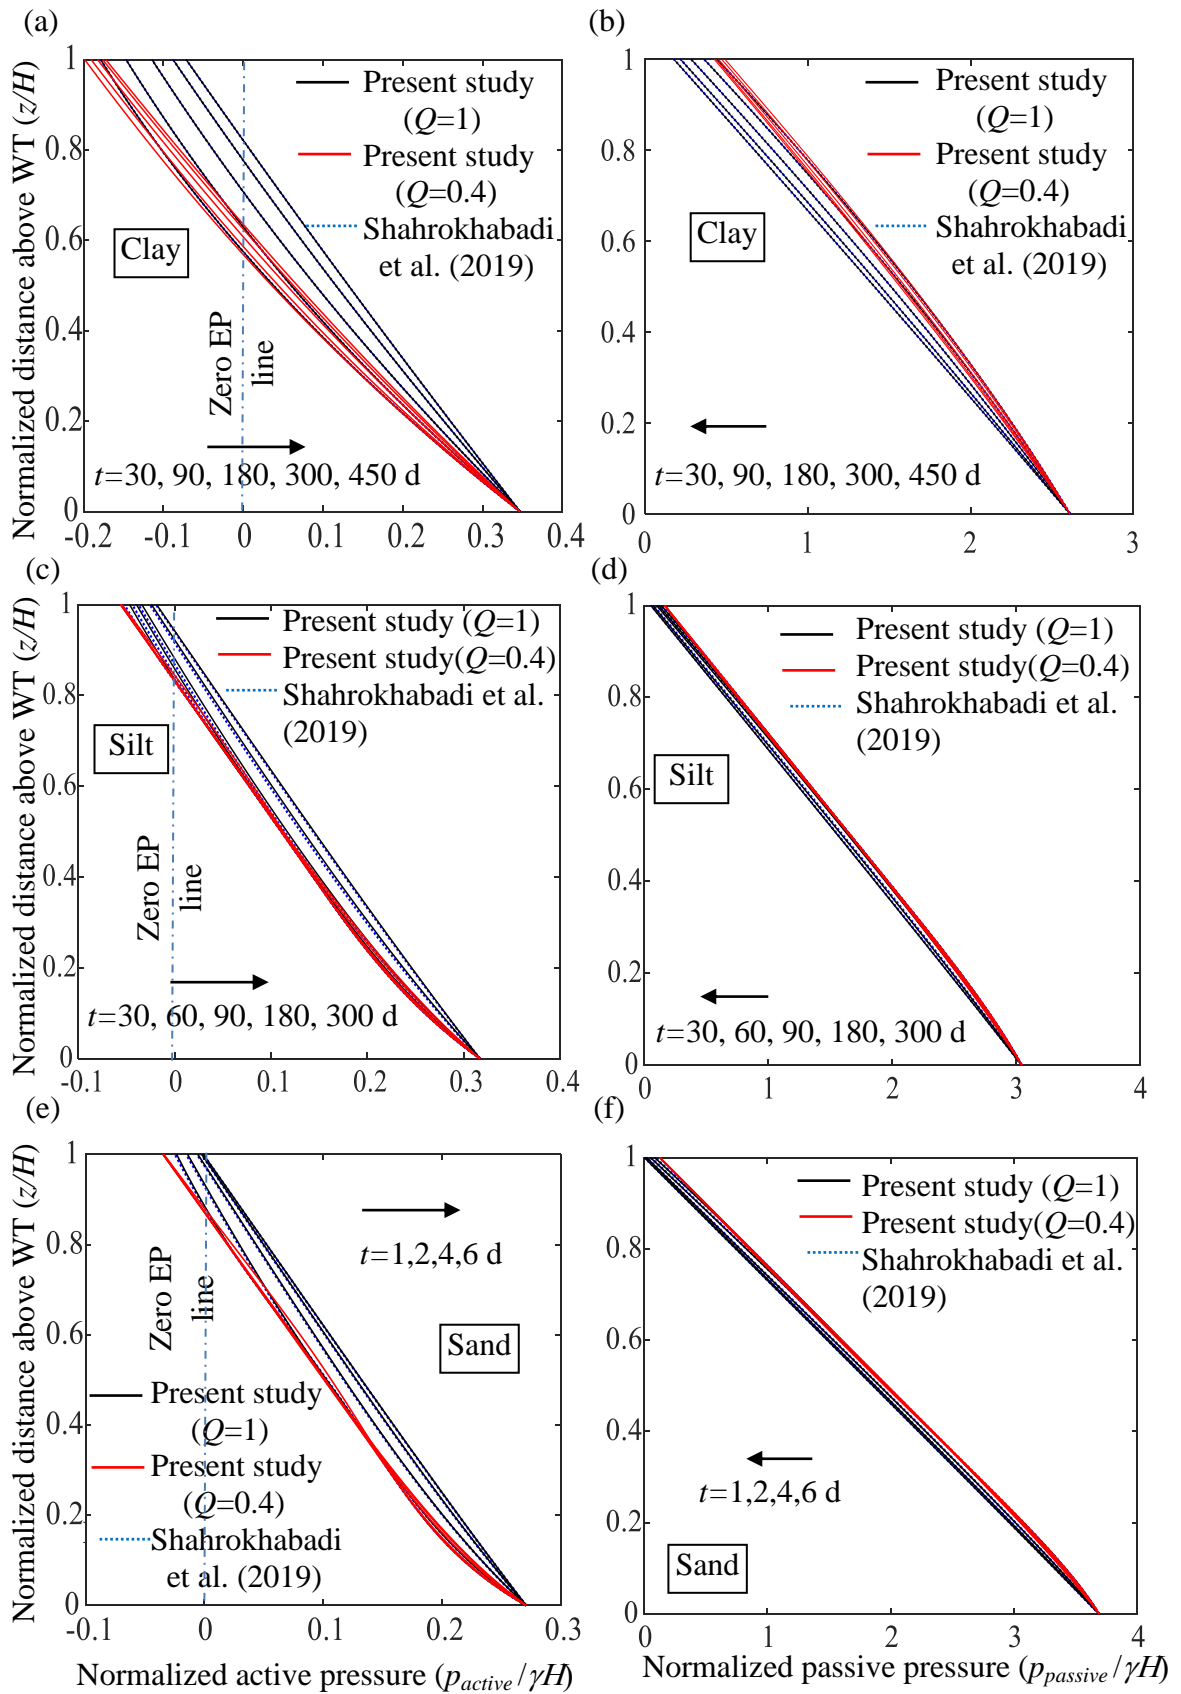 (a)
Normalized distance above WT (z/H)
1
0.8
0.6
0.4
0.2
0
Present study
(Q=1)
Present study
(Q=0.4)
Shahrokhabadi
et al. (2019)
Clay
Zero EP
line
t=30, 90, 180, 300, 450 d
-0.2 -0.1 0 0.1 0.2 0.3 0.4
(b)
1
0.8
0.6
0.4
0.2
0
Present study
(Q=1)
Present study
(Q=0.4)
Shahrokhabadi
et al. (2019)
Clay
t=30, 90, 180, 300, 450 d
0 1 2 3
(c)
Normalized distance above WT (z/H)
1
0.8
0.6
0.4
0.2
0
Present study (Q=1)
Present study(Q=0.4)
Shahrokhabadi et al.
(2019)
Silt
Zero EP
line
t=30, 60, 90, 180, 300 d
-0.1 0 0.1 0.2 0.3 0.4
(d)
1
0.8
0.6
0.4
0.2
0
Present study (Q=1)
Present study(Q=0.4)
Shahrokhabadi et al.
(2019)
Silt
t=30, 60, 90, 180, 300 d
0 1 2 3 4
(e)
Normalized distance above WT (z/H)
1
0.8
0.6
0.4
0.2
0
t=1,2,4,6 d
Zero EP
line
Sand
Present study
(Q=1)
Present study
(Q=0.4)
Shahrokhabadi
et al. (2019)
-0.1 0 0.1 0.2 0.3
Normalized active pressure (pactive/γH)
(f)
1
0.8
0.6
0.4
0.2
0
Present study (Q=1)
Present study(Q=0.4)
Shahrokhabadi et al.
(2019)
t=1,2,4,6 d
Sand
0 1 2 3 4
Normalized passive pressure (ppassive/γH)